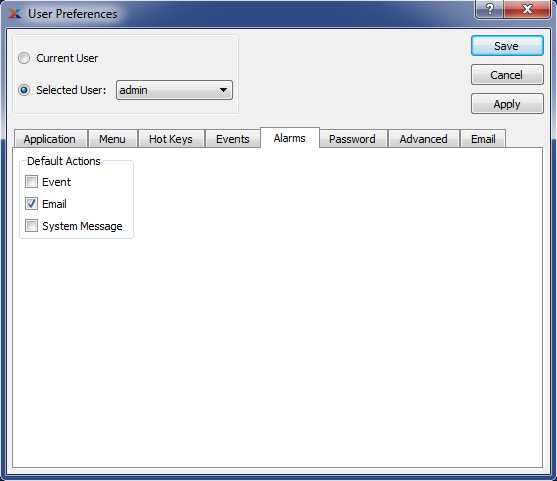 User Preferences
?
Current User
Selected User: admin
Save
Cancel
Apply
Application Menu Hot Keys Events Alarms Password Advanced Email
Default Actions
Event
Email
System Message